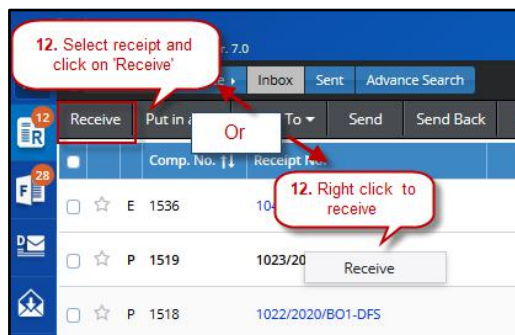 12. Select receipt and
click on 'Receive'
r. 7.0
Inbox Sent Advance Search
12
R
Receive Put in a To Send Send Back
Or
28
F
Comp. No. Receipt No.
12. Right click to
receive
E 1536 104
D
P 1519 1023/20
Receive
P 1518 1022/2020/BO1-DFS